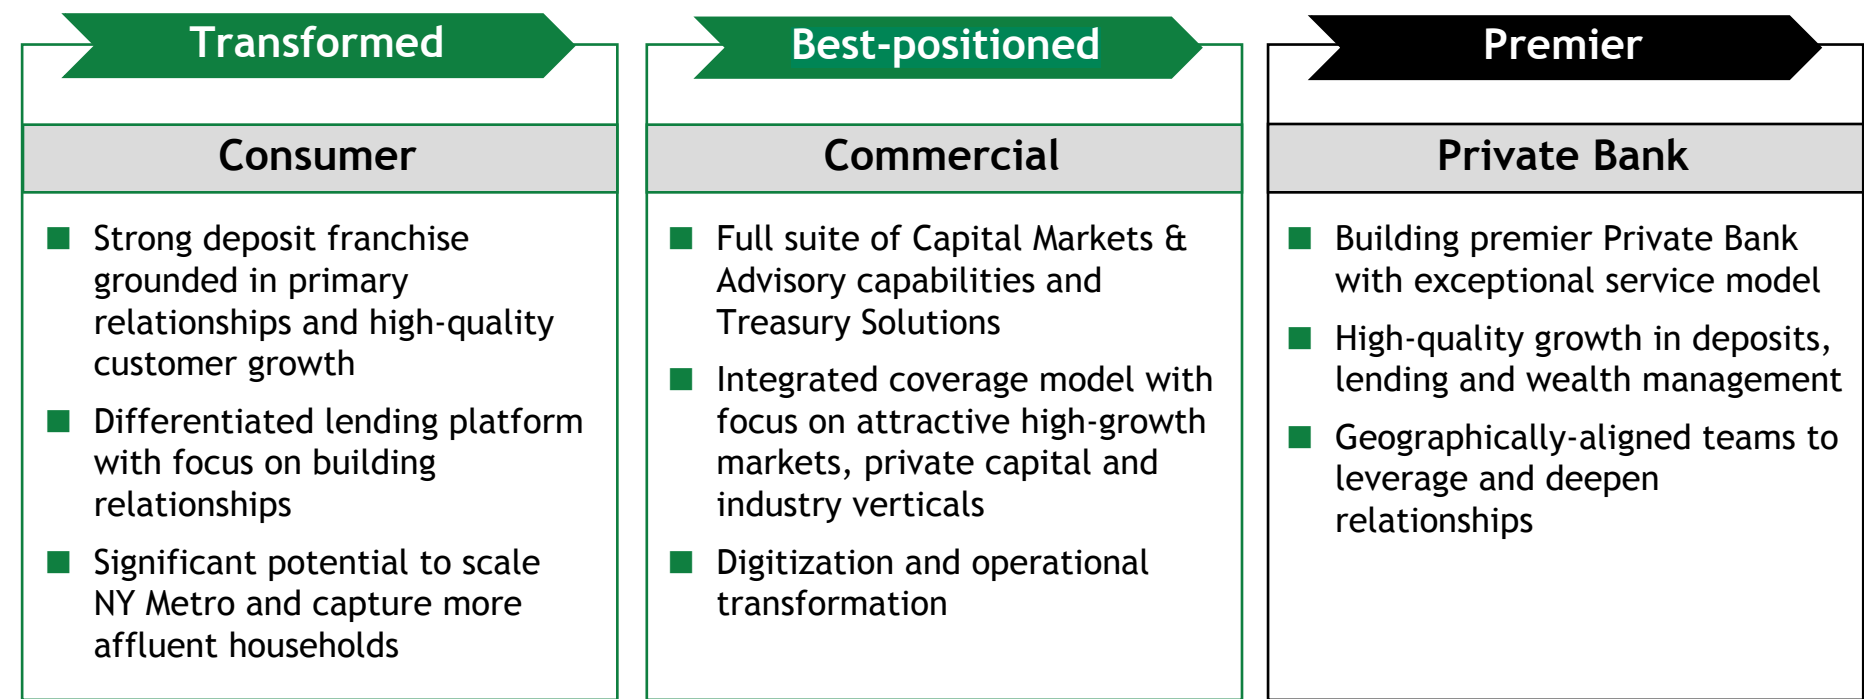 Transformed
Consumer
Strong deposit franchise
grounded in primary
relationships and high-quality
customer growth
Differentiated lending platform
with focus on building
relationships
Significant potential to scale
NY Metro and capture more
affluent households
Best-positioned
Commercial
Full suite of Capital Markets &
Advisory capabilities and
Treasury Solutions
Integrated coverage model with
focus on attractive high-growth
markets, private capital and
industry verticals
Digitization and operational
transformation
Premier
Private Bank
Building premier Private Bank
with exceptional service model
High-quality growth in deposits,
lending and wealth management
Geographically-aligned teams to
leverage and deepen
relationships